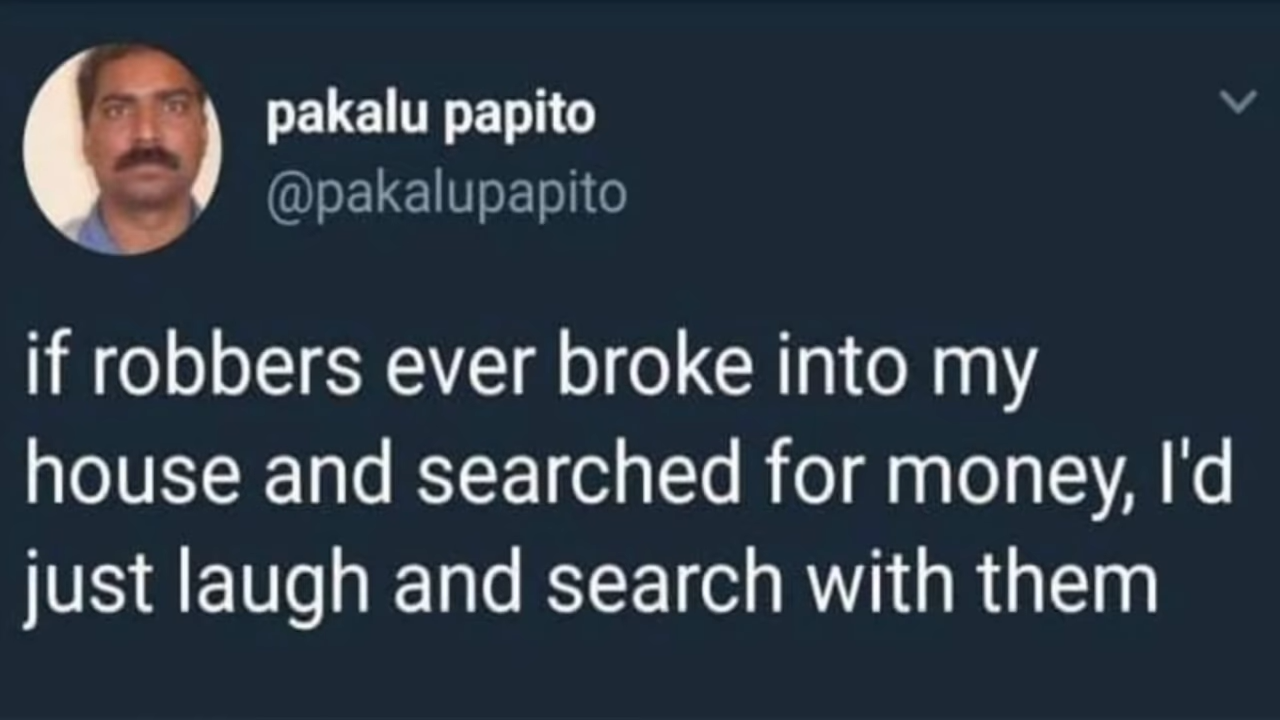 pakalu papito
@pakalupapito
if robbers ever broke into my
house and searched for money, I'd
just laugh and search with them